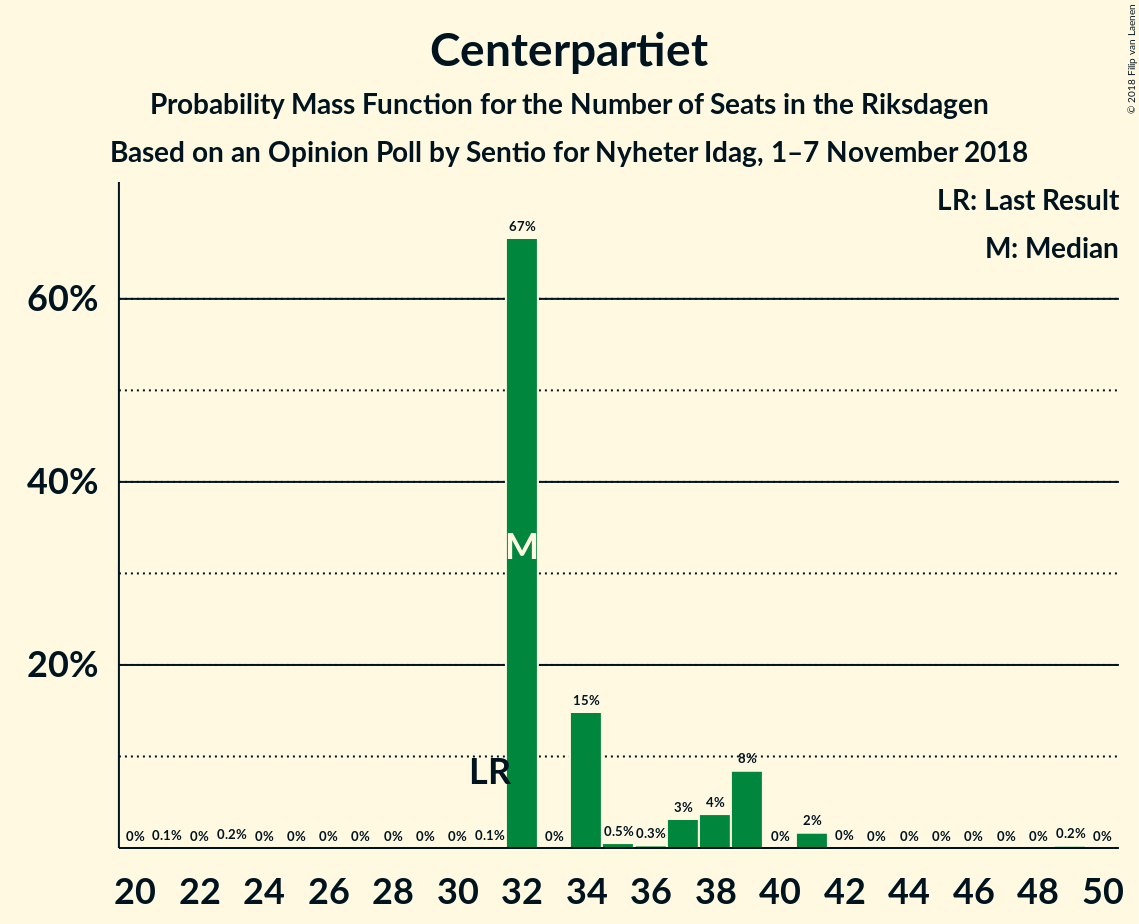 Centerpartiet
Probability Mass Function for the Number of Seats in the Riksdagen
Based on an Opinion Poll by Sentio for Nyheter Idag, 1–7 November 2018
© 2018 Filip van Laenen
LR: Last Result
M: Median
60%
40%
20%
67%
M
LR
0% 0.1% 0% 0.2% 0% 0% 0% 0% 0% 0% 0% 0.1% 0% 15% 0.5% 0.3% 3% 4% 8% 0% 2% 0% 0% 0% 0% 0% 0% 0% 0.2% 0%
20 22 24 26 28 30 32 34 36 38 40 42 44 46 48 50